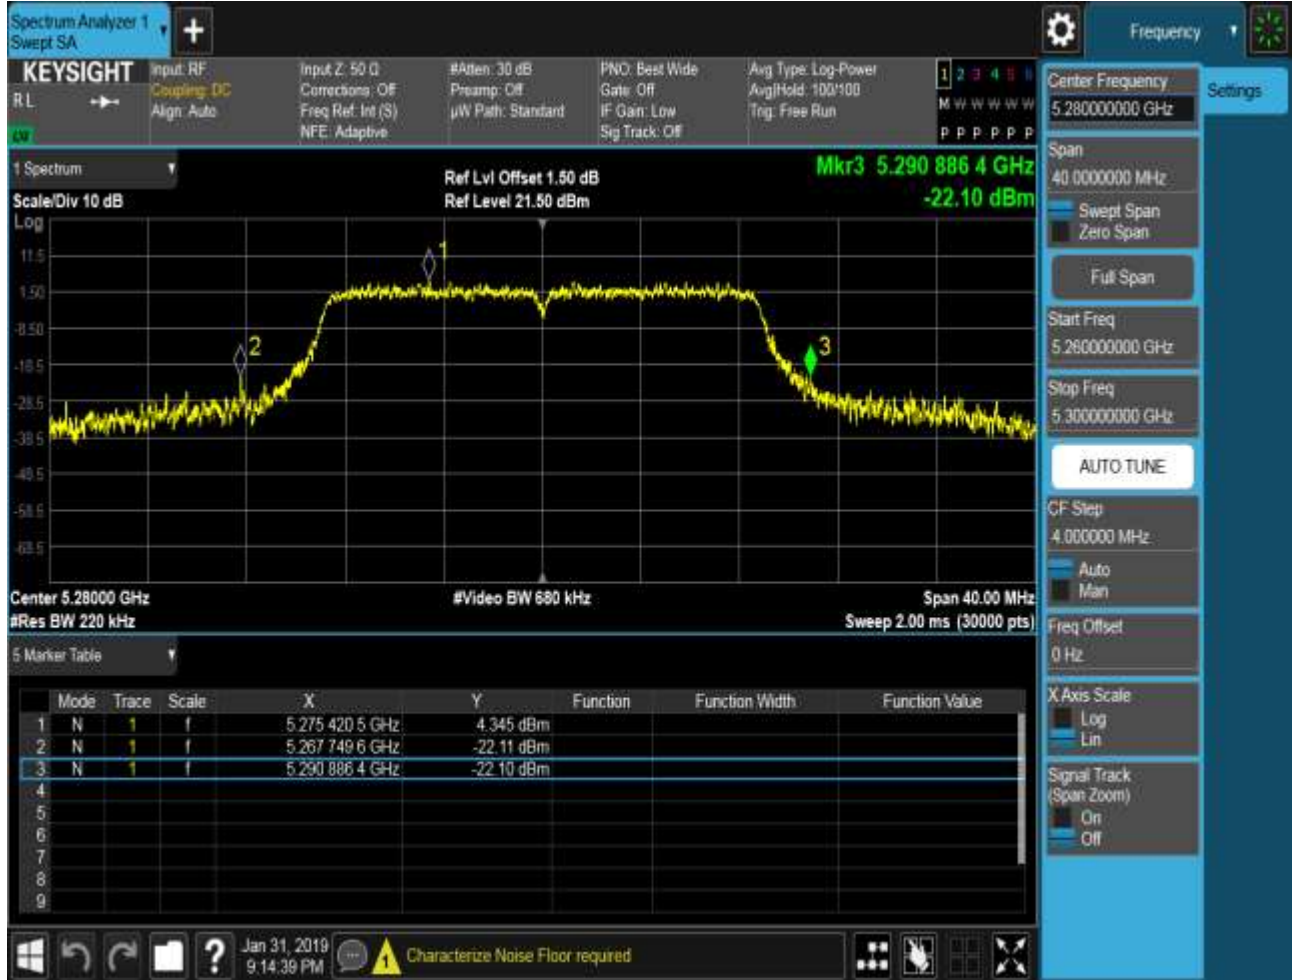 Spectrum Analyzer 1
Swept SA
Frequency
KEYSIGHT
RL
Input: RF
Coupling: DC
Align: Auto
Input Z: 50 Ω
Corrections: Off
Freq Ref: Int (S)
NFE: Adaptive
#Atten: 30 dB
Preamp: Off
µW Path: Standard
PNO: Best Wide
Gate: Off
IF Gain: Low
Sig Track: Off
Avg Type: Log-Power
Avg|Hold: 100/100
Trig: Free Run
1 2 3 4 5 6
M W W W W W
P P P P P P
1 Spectrum
Scale/Div 10 dB
Ref Lvl Offset 1.50 dB
Ref Level 21.50 dBm
Mkr3 5.290 886 4 GHz
-22.10 dBm
Log
11.5
1.50
-8.50
-18.5
-28.5
-38.5
-48.5
-58.5
-68.5
1
2
3
Center 5.28000 GHz
#Video BW 680 kHz
Span 40.00 MHz
#Res BW 220 kHz
Sweep 2.00 ms (30000 pts)
5 Marker Table
Mode Trace Scale X Y Function Function Width Function Value
1 N 1 f 5.275 420 5 GHz 4.345 dBm
2 N 1 f 5.267 749 6 GHz -22.11 dBm
3 N 1 f 5.290 886 4 GHz -22.10 dBm
4
5
6
7
8
9
Jan 31, 2019
9:14:39 PM
?
1
Characterize Noise Floor required
Center Frequency
5.280000000 GHz
Settings
Span
40.0000000 MHz
Swept Span
Zero Span
Full Span
Start Freq
5.260000000 GHz
Stop Freq
5.300000000 GHz
AUTO TUNE
CF Step
4.000000 MHz
Auto
Man
Freq Offset
0 Hz
X Axis Scale
Log
Lin
Signal Track
(Span Zoom)
On
Off